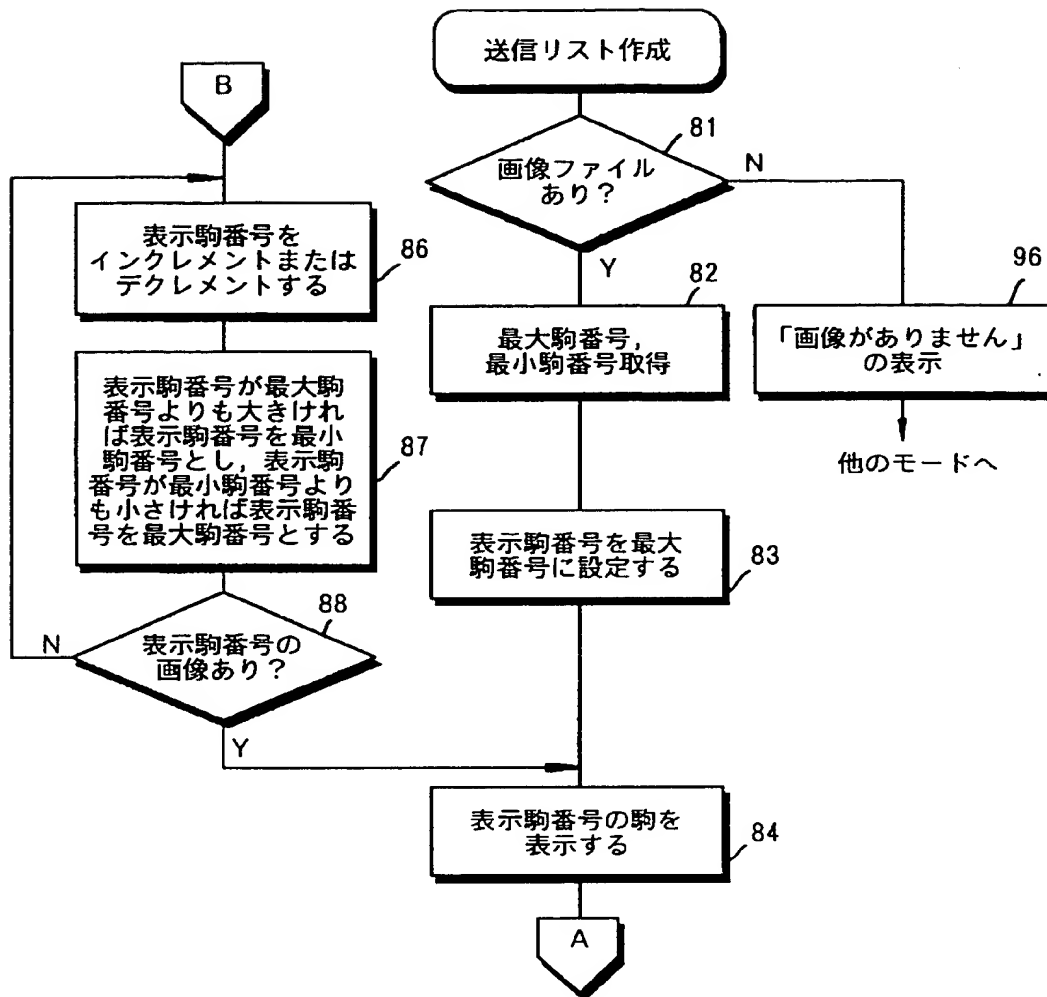 送信リスト作成
81
画像ファイル
あり?
N
Y
82
最大駒番号,
最小駒番号取得
96
「画像がありません」
の表示
他のモードへ
表示駒番号を最大
駒番号に設定する
83
B
表示駒番号を
インクレメントまたは
デクレメントする
86
表示駒番号が最大駒
番号よりも大きけれ
ば表示駒番号を最小
駒番号とし,表示駒
番号が最小駒番号より
も小さければ表示駒番
号を最大駒番号とする
87
88
表示駒番号の
画像あり?
N
Y
表示駒番号の駒を
表示する
84
A